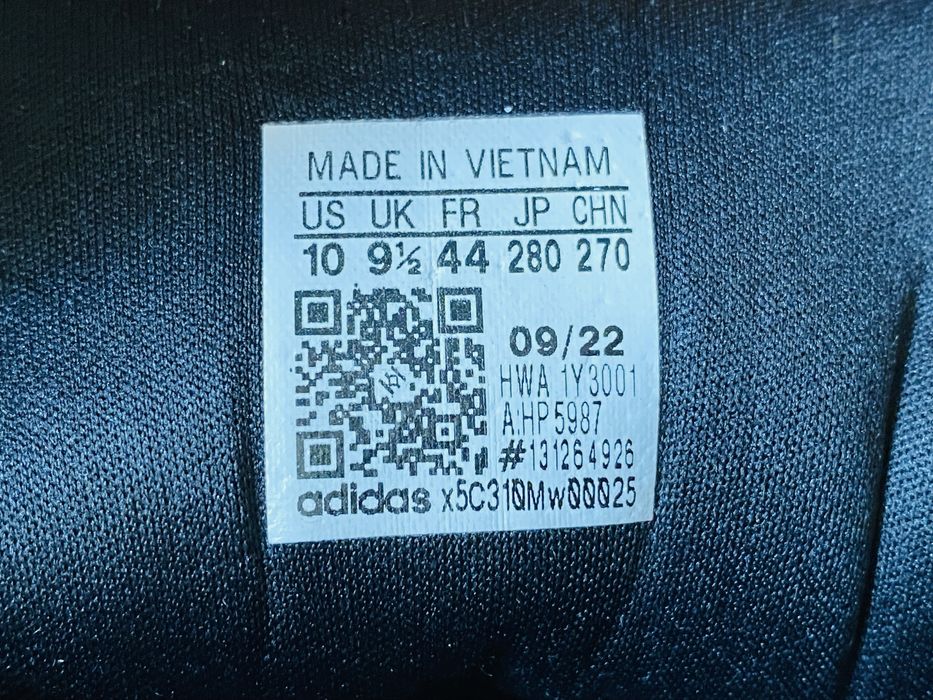 MADE IN VIETNAM
US UK FR JP CHN
10 9½ 44 280 270
09/22
HWA 1Y3001
A:HP5987
#131264926
adidas x5C310Mw00025